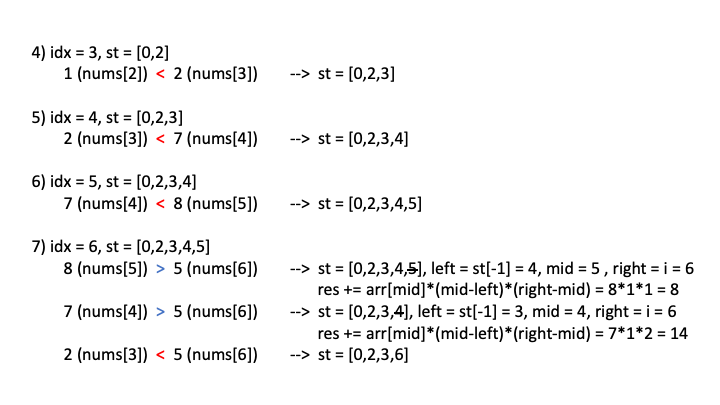 4) idx = 3, st = [0,2]
1 (nums[2]) < 2 (nums[3]) --> st = [0,2,3]
5) idx = 4, st = [0,2,3]
2 (nums[3]) < 7 (nums[4]) --> st = [0,2,3,4]
6) idx = 5, st = [0,2,3,4]
7 (nums[4]) < 8 (nums[5]) --> st = [0,2,3,4,5]
7) idx = 6, st = [0,2,3,4,5]
8 (nums[5]) > 5 (nums[6]) --> st = [0,2,3,4,5], left = st[-1] = 4, mid = 5 , right = i = 6
res += arr[mid]*(mid-left)*(right-mid) = 8*1*1 = 8
7 (nums[4]) > 5 (nums[6]) --> st = [0,2,3,4], left = st[-1] = 3, mid = 4, right = i = 6
res += arr[mid]*(mid-left)*(right-mid) = 7*1*2 = 14
2 (nums[3]) < 5 (nums[6]) --> st = [0,2,3,6]